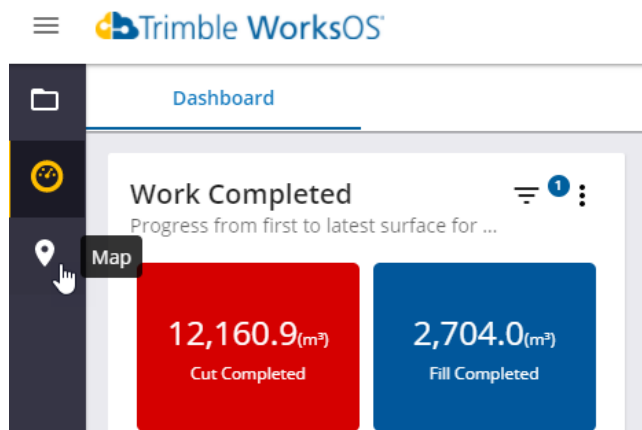 Trimble WorksOS
Dashboard
Work Completed
1
Progress from first to latest surface for ...
Map
12,160.9(m³)
Cut Completed
2,704.0(m³)
Fill Completed